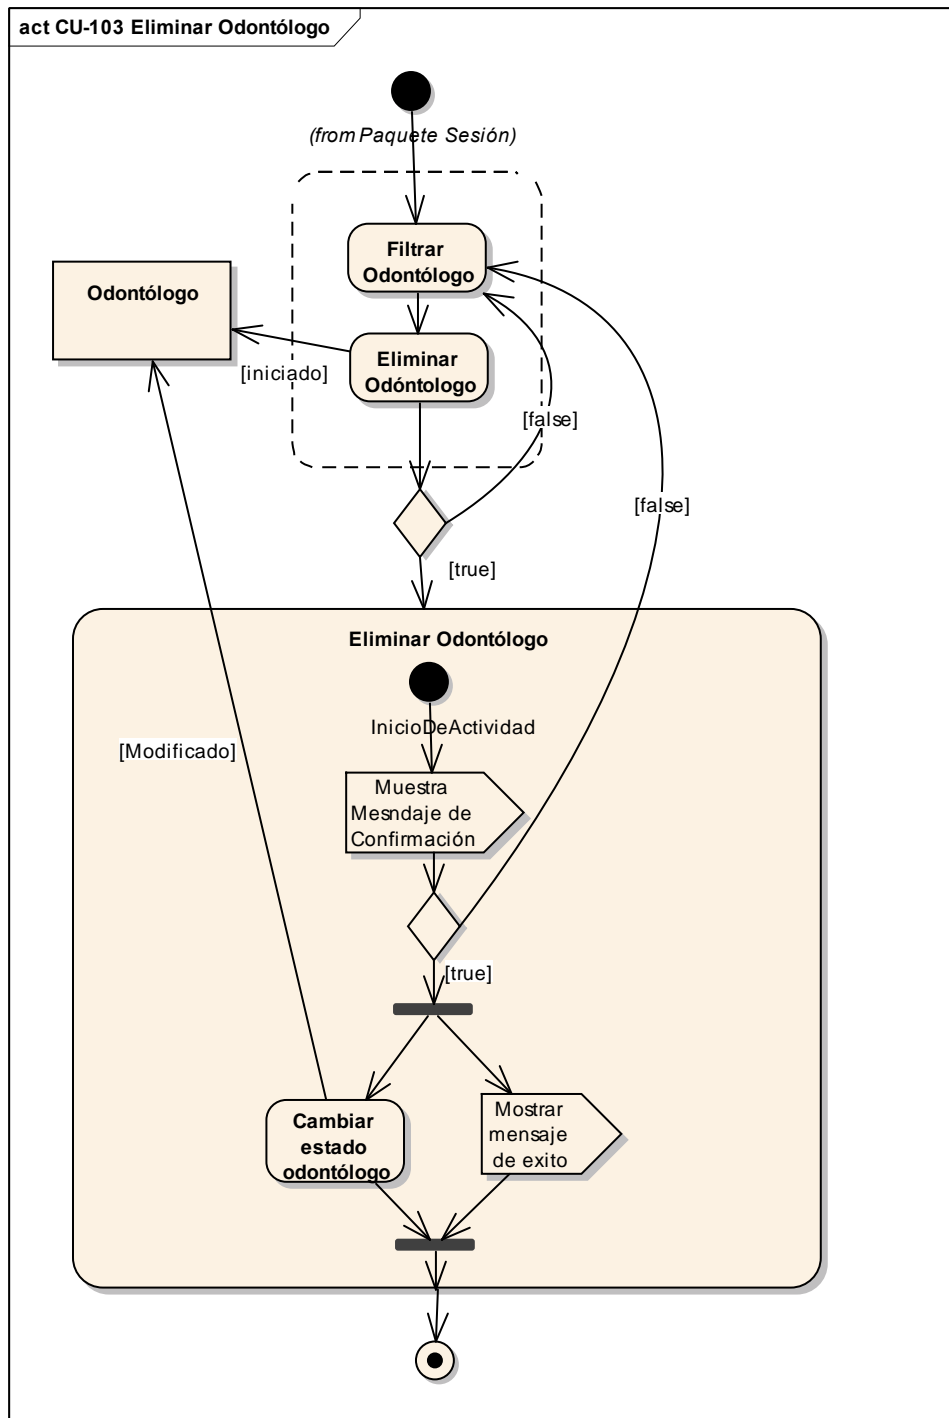 act CU-103 Eliminar Odontólogo
(from Paquete Sesión)
Filtrar
Odontólogo
Odontólogo
Eliminar
Odóntologo
[iniciado]
[false]
[false]
[true]
Eliminar Odontólogo
InicioDeActividad
[Modificado]
Muestra
Mesndaje de
Confirmación
[true]
Cambiar
estado
odontólogo
Mostrar
mensaje
de exito